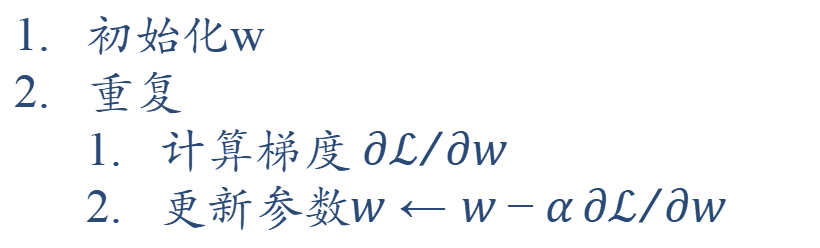 1. 初始化w
2. 重复
1. 计算梯度 ∂ℒ/∂w
2. 更新参数w ← w − α ∂ℒ/∂w